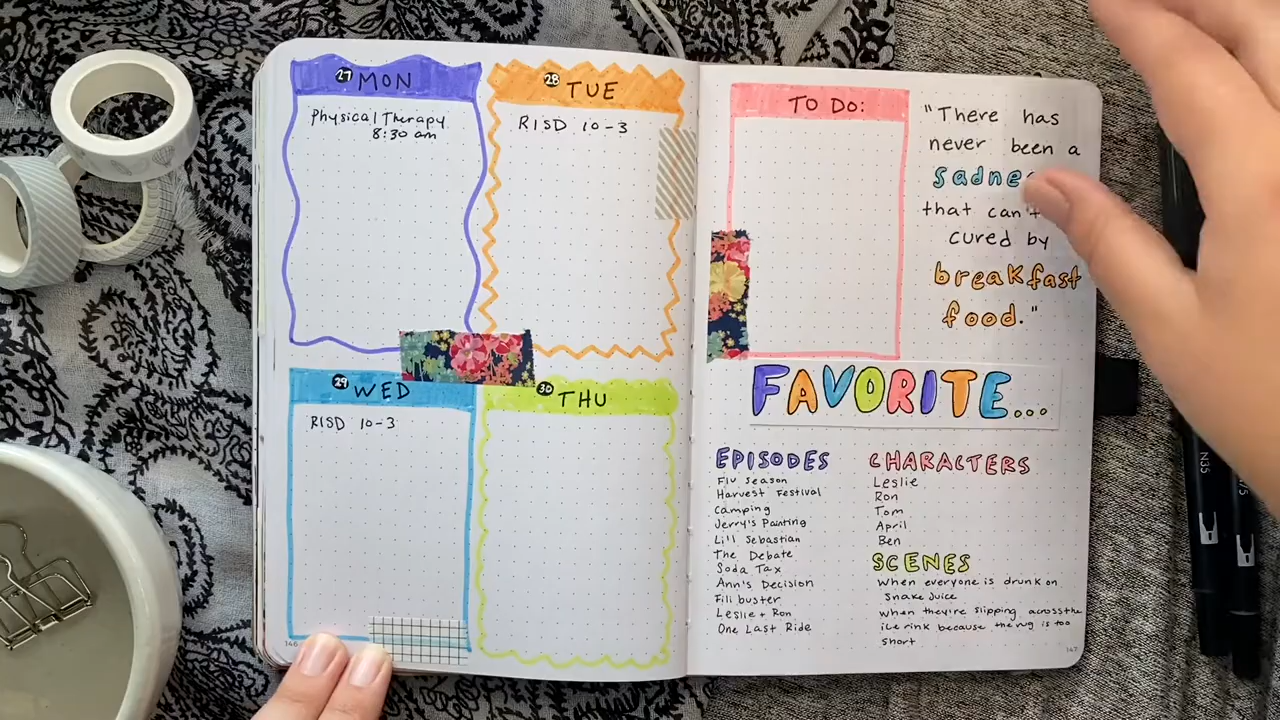 27 MON
Physical Therapy
8:30 am
28 TUE
RISD 10-3
29 WED
RISD 10-3
30 THU
146
TO DO:
"There has
never been a
that can't
cured by
breakfast
food."
FAVORITE...
EPISODES
Flu Season
Harvest Festival
Camping
Jerry's Painting
Lil' Sebastian
The Debate
Soda Tax
Ann's Decision
Filibuster
Leslie + Ron
One Last Ride
CHARACTERS
Leslie
Ron
Tom
April
Ben
SCENES
When everyone is drunk on
Snake Juice
When they're slipping across the
ice rink because the rug is too
short
147
N35